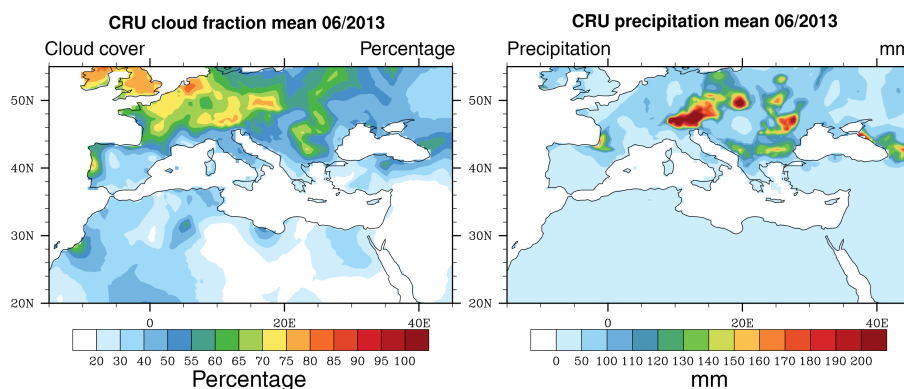 CRU cloud fraction mean 06/2013
Cloud cover Percentage
50N
40N
30N
20N
0 20E
20 30 40 50 55 60 65 70 75 80 85 90 95 100
Percentage
CRU precipitation mean 06/2013
Precipitation mm
50N
40N
30N
20N
0 20E 40E
0 50 100 110 120 130 140 150 160 170 180 190 200
mm